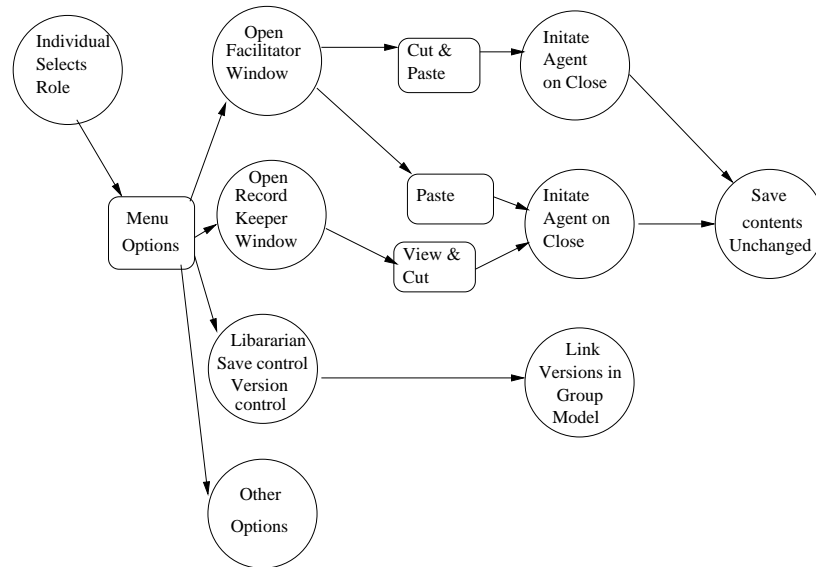 Individual
Selects
Role
Open
Facilitator
Window
Cut &
Paste
Initate
Agent
on Close
Menu
Options
Open
Record
Keeper
Window
Paste
View &
Cut
Initate
Agent on
Close
Save
contents
Unchanged
Libararian
Save control
Version
control
Link
Versions in
Group
Model
Other
Options